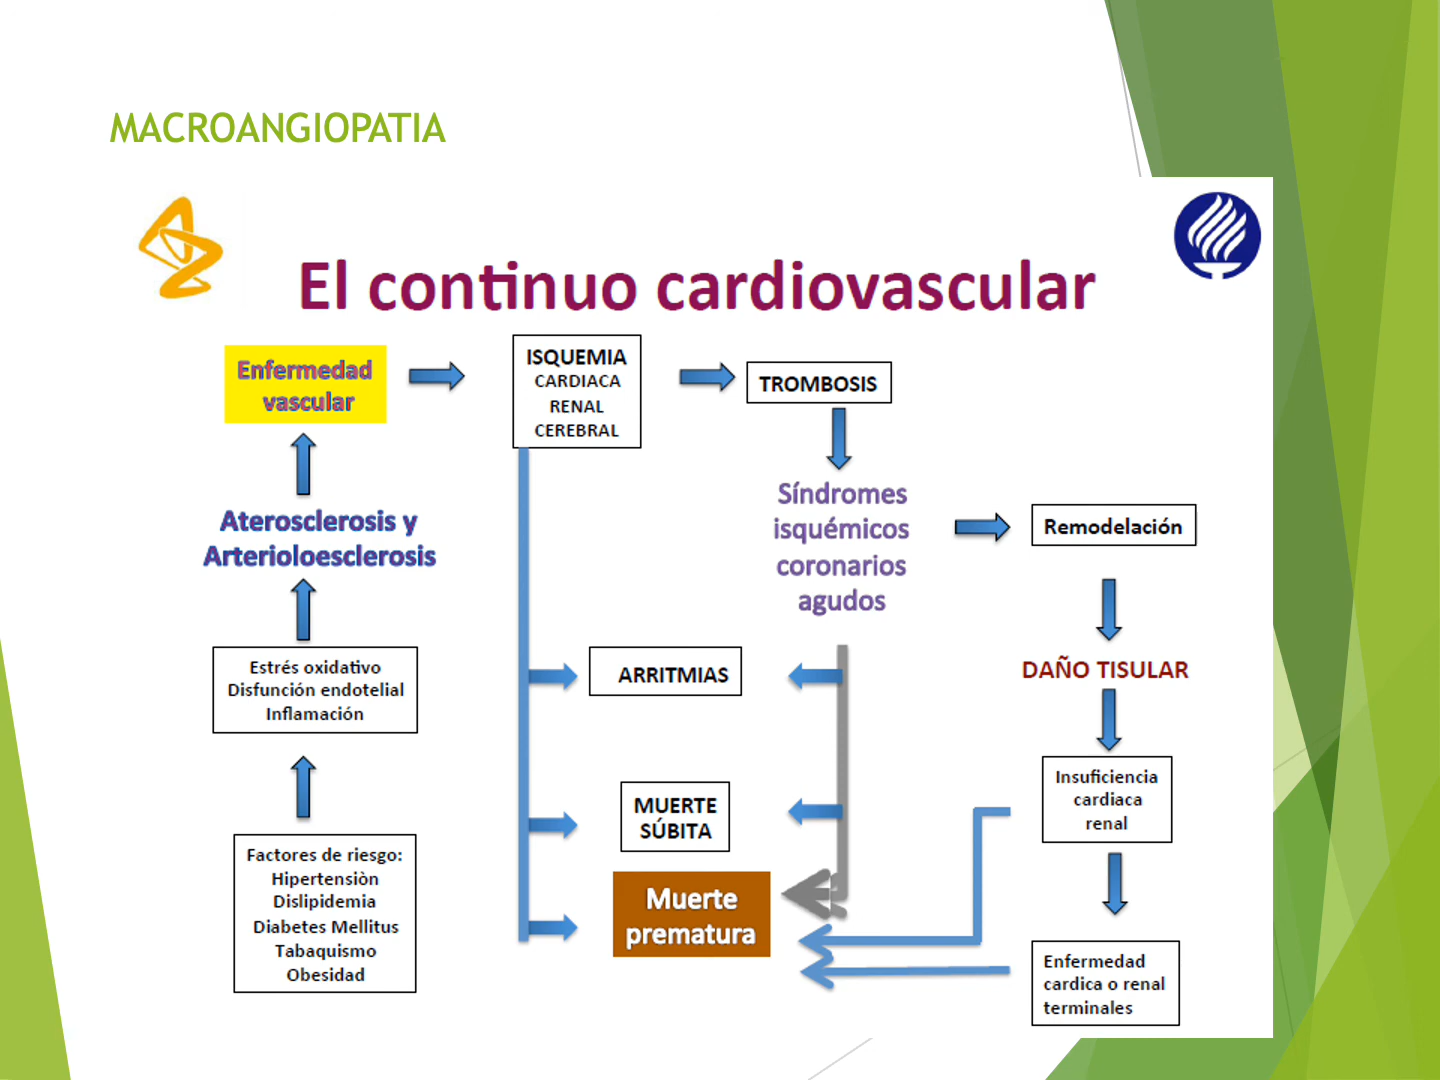 MACROANGIOPATIA
El continuo cardiovascular
Enfermedad
vascular
ISQUEMIA
CARDIACA
RENAL
CEREBRAL
TROMBOSIS
Síndromes
isquémicos
coronarios
agudos
Remodelación
Aterosclerosis y
Arterioloesclerosis
Estrés oxidativo
Disfunción endotelial
Inflamación
ARRITMIAS
DAÑO TISULAR
Insuficiencia
cardiaca
renal
MUERTE
SÚBITA
Factores de riesgo:
Hipertensiòn
Dislipidemia
Diabetes Mellitus
Tabaquismo
Obesidad
Muerte
prematura
Enfermedad
cardica o renal
terminales